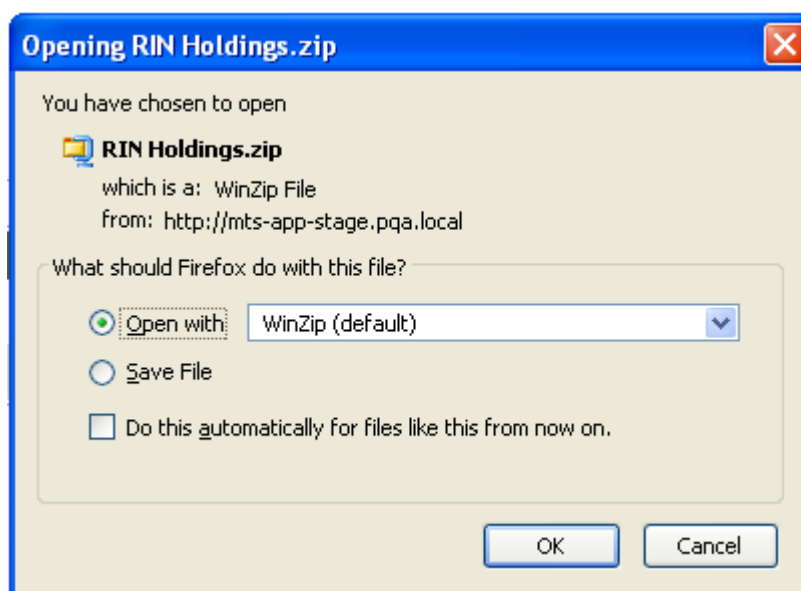 Opening RIN Holdings.zip
You have chosen to open
RIN Holdings.zip
which is a: WinZip File
from: http://mts-app-stage.pqa.local
What should Firefox do with this file?
Open with WinZip (default)
Save File
Do this automatically for files like this from now on.
OK Cancel